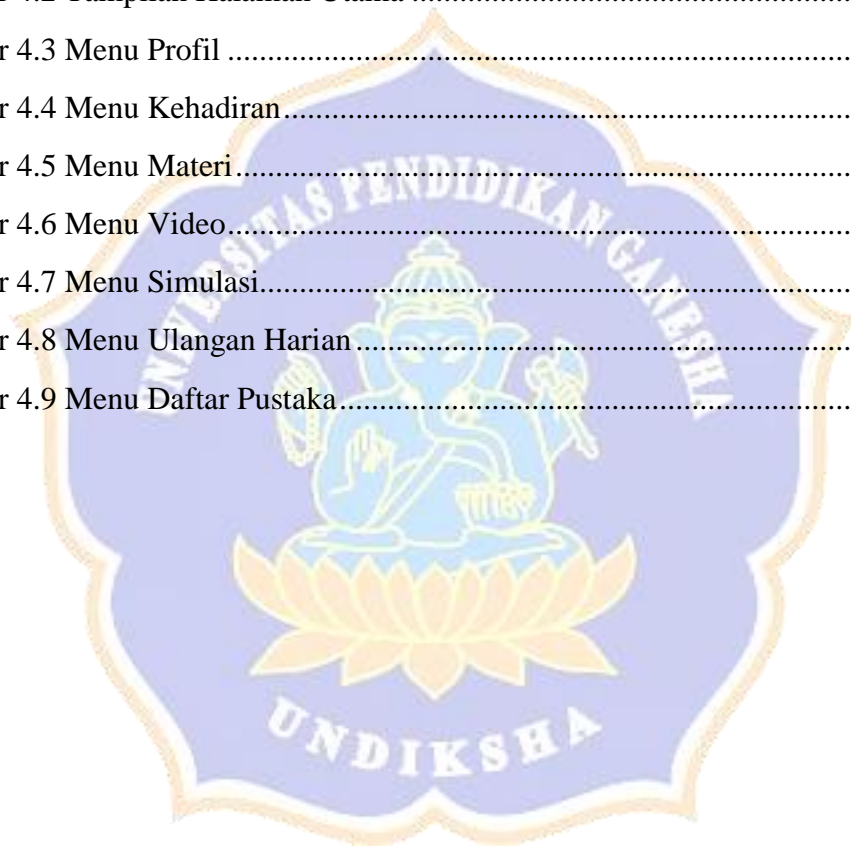 r 4.3 Menu Profil ....................................................................................
r 4.4 Menu Kehadiran............................................................................
r 4.5 Menu Materi...................................................................................
r 4.6 Menu Video....................................................................................
r 4.7 Menu Simulasi................................................................................
r 4.8 Menu Ulangan Harian ...................................................................
r 4.9 Menu Daftar Pustaka......................................................................
UNIVERSITAS PENDIDIKAN GANESHA
UNDIKSHA